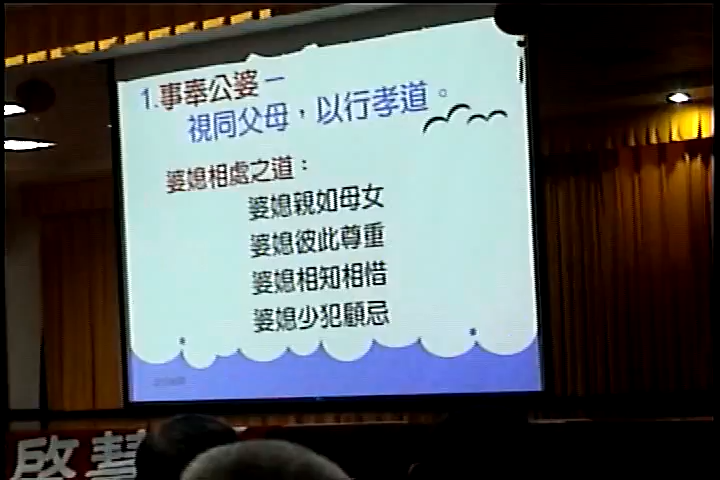 1.事奉公婆－
視同父母，以行孝道。
婆媳相處之道：
婆媳親如母女
婆媳彼此尊重
婆媳相知相惜
婆媳少犯顧忌
啟慧